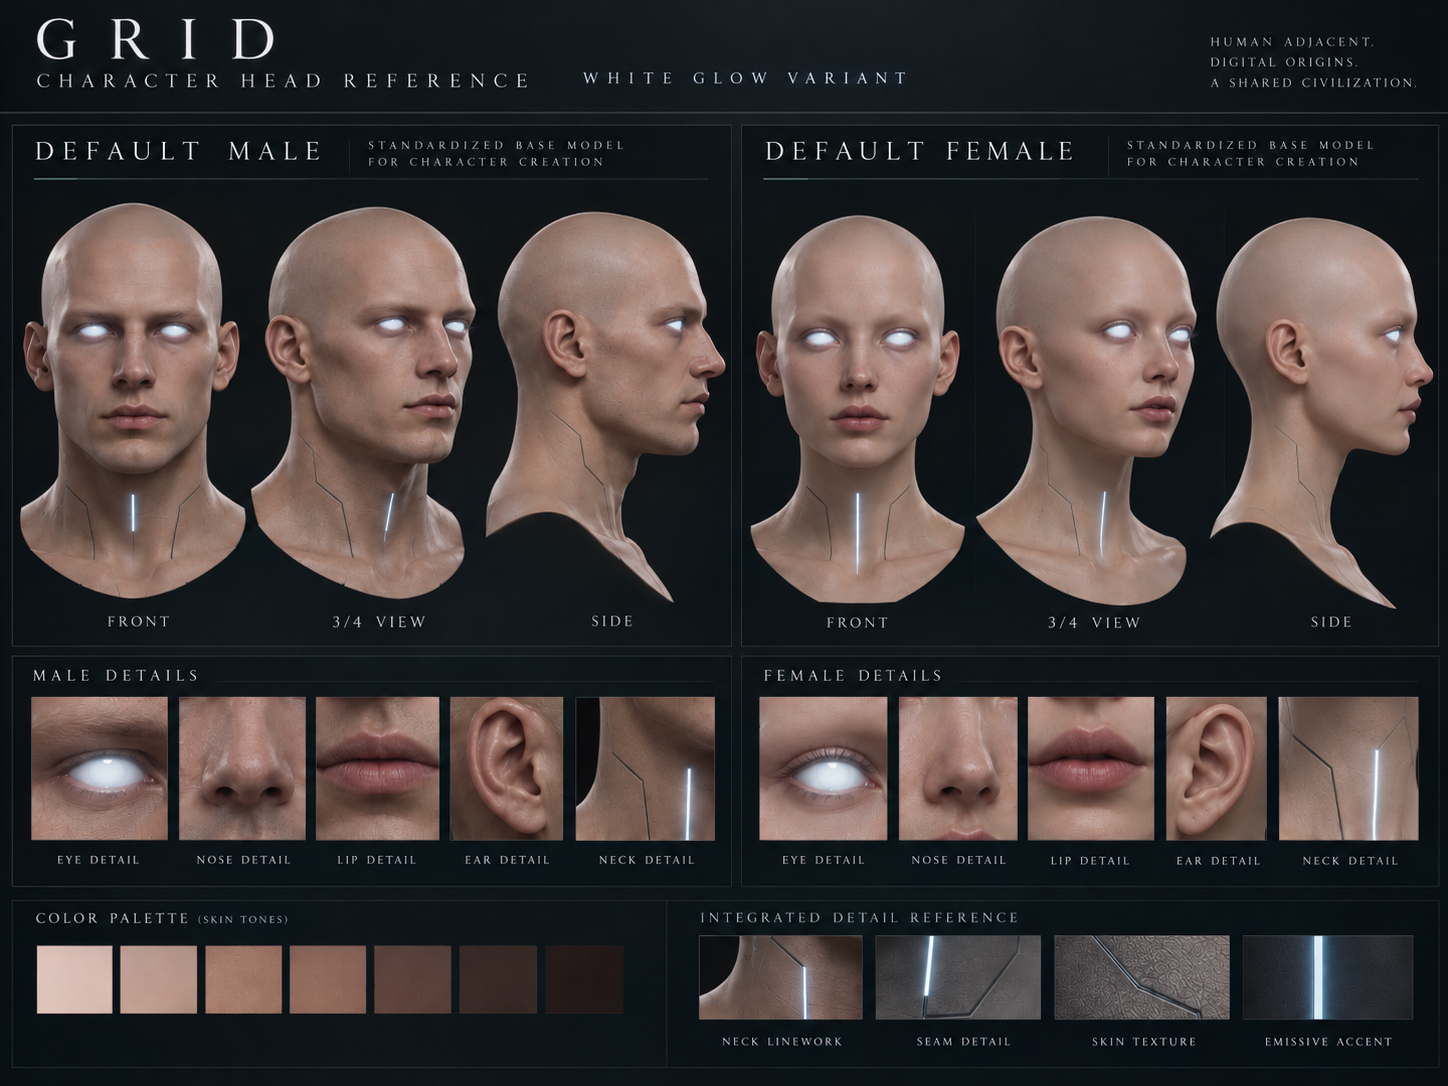 GRID
CHARACTER HEAD REFERENCE
WHITE GLOW VARIANT
HUMAN ADJACENT.
DIGITAL ORIGINS.
A SHARED CIVILIZATION.
DEFAULT MALE
STANDARDIZED BASE MODEL
FOR CHARACTER CREATION
FRONT
3/4 VIEW
SIDE
DEFAULT FEMALE
STANDARDIZED BASE MODEL
FOR CHARACTER CREATION
FRONT
3/4 VIEW
SIDE
MALE DETAILS
EYE DETAIL
NOSE DETAIL
LIP DETAIL
EAR DETAIL
NECK DETAIL
FEMALE DETAILS
EYE DETAIL
NOSE DETAIL
LIP DETAIL
EAR DETAIL
NECK DETAIL
COLOR PALETTE (SKIN TONES)
INTEGRATED DETAIL REFERENCE
NECK LINEWORK
SEAM DETAIL
SKIN TEXTURE
EMISSIVE ACCENT